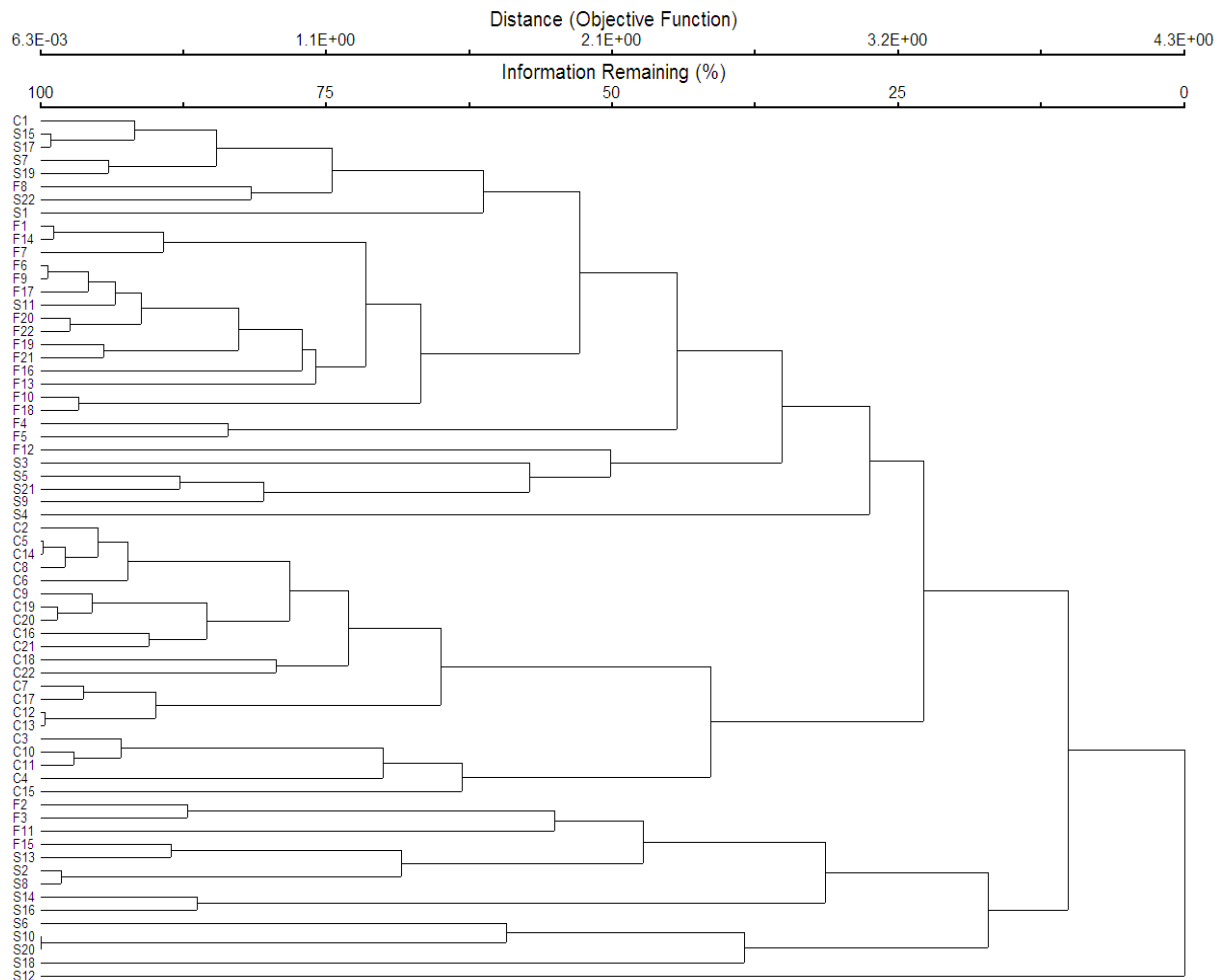 Distance (Objective Function)
6.3E-03 1.1E+00 2.1E+00 3.2E+00 4.3E+00
Information Remaining (%)
100 75 50 25 0
C1
S15
S17
S7
S19
F8
S22
S1
F1
F14
F7
F6
F9
F17
S11
F20
F22
F19
F21
F16
F13
F10
F18
F4
F5
F12
S3
S5
S21
S9
S4
C2
C5
C14
C8
C6
C9
C19
C20
C16
C21
C18
C22
C7
C17
C12
C13
C3
C10
C11
C4
C15
F2
F3
F11
F15
S13
S2
S8
S14
S16
S6
S10
S20
S18
S12